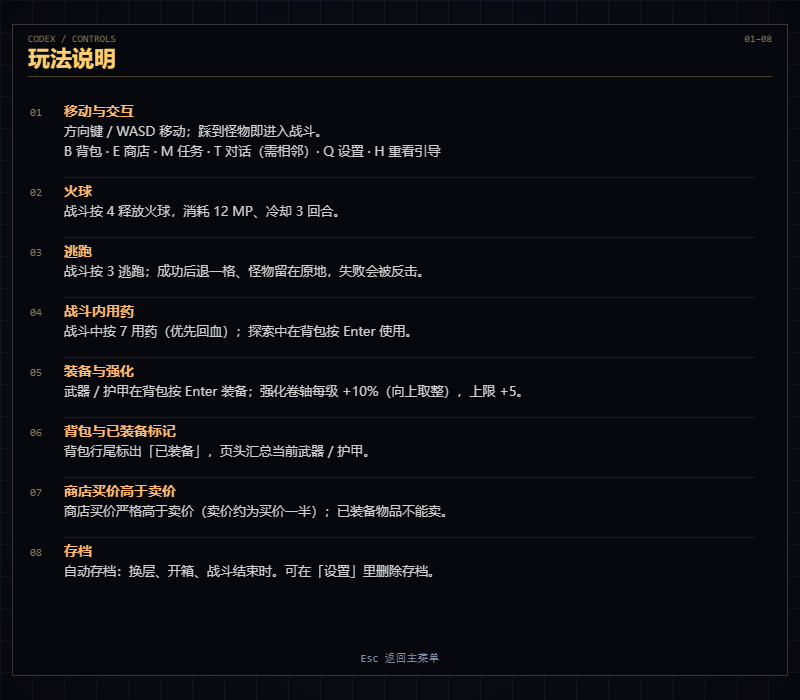 CODEX / CONTROLS
01–08
玩法说明
01
移动与交互
方向键 / WASD 移动；踩到怪物即进入战斗。
B 背包 · E 商店 · M 任务 · T 对话（需相邻）· Q 设置 · H 重看引导
02
火球
战斗按 4 释放火球，消耗 12 MP、冷却 3 回合。
03
逃跑
战斗按 3 逃跑；成功后退一格、怪物留在原地，失败会被反击。
04
战斗内用药
战斗中按 7 用药（优先回血）；探索中在背包按 Enter 使用。
05
装备与强化
武器 / 护甲在背包按 Enter 装备；强化卷轴每级 +10%（向上取整），上限 +5。
06
背包与已装备标记
背包行尾标出「已装备」，页头汇总当前武器 / 护甲。
07
商店买价高于卖价
商店买价严格高于卖价（卖价约为买价一半）；已装备物品不能卖。
08
存档
自动存档：换层、开箱、战斗结束时。可在「设置」里删除存档。
Esc 返回主菜单